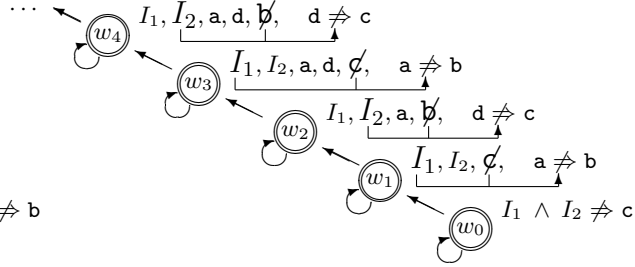 ··· w₄ I₁, I₂, a, d, b̸, d ⇏ c
w₃ I₁, I₂, a, d, c̸, a ⇏ b
w₂ I₁, I₂, a, b̸, d ⇏ c
w₁ I₁, I₂, c̸, a ⇏ b
⇏ b
w₀ I₁ ∧ I₂ ⇏ c